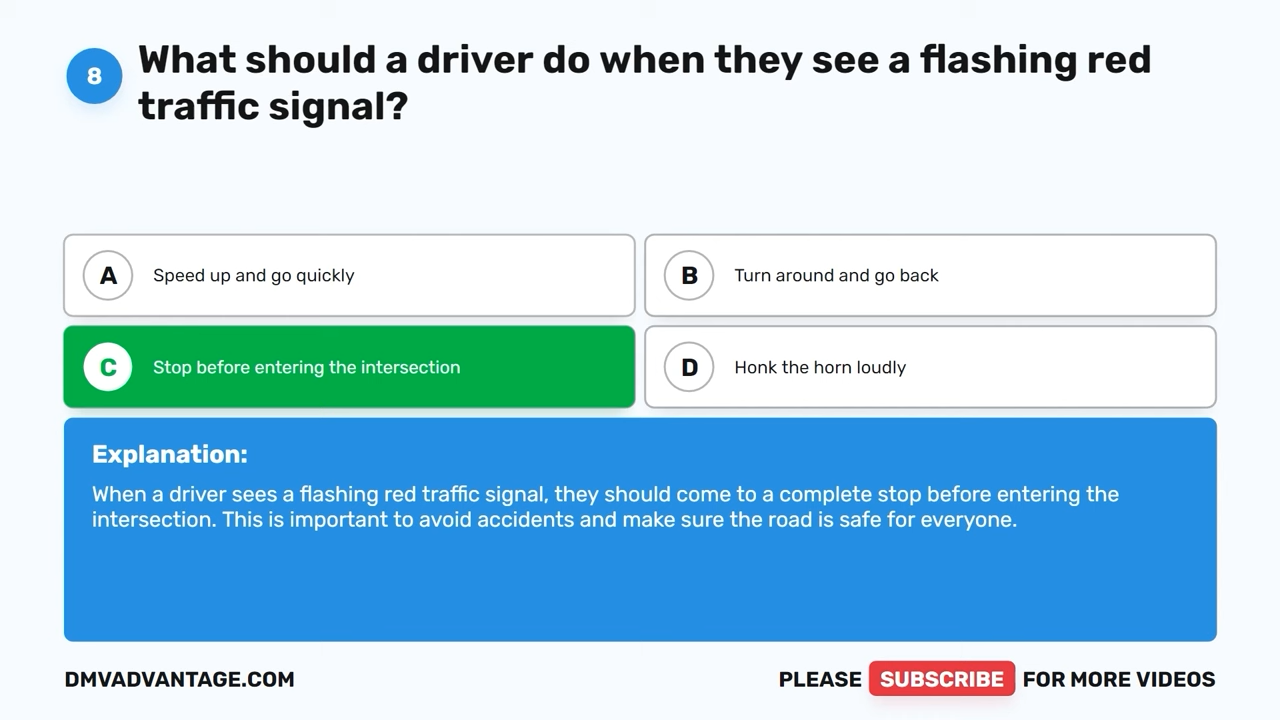 8
What should a driver do when they see a flashing red
traffic signal?
A
Speed up and go quickly
B
Turn around and go back
C
Stop before entering the intersection
D
Honk the horn loudly
Explanation:
When a driver sees a flashing red traffic signal, they should come to a complete stop before entering the
intersection. This is important to avoid accidents and make sure the road is safe for everyone.
DMVADVANTAGE.COM
PLEASE SUBSCRIBE FOR MORE VIDEOS